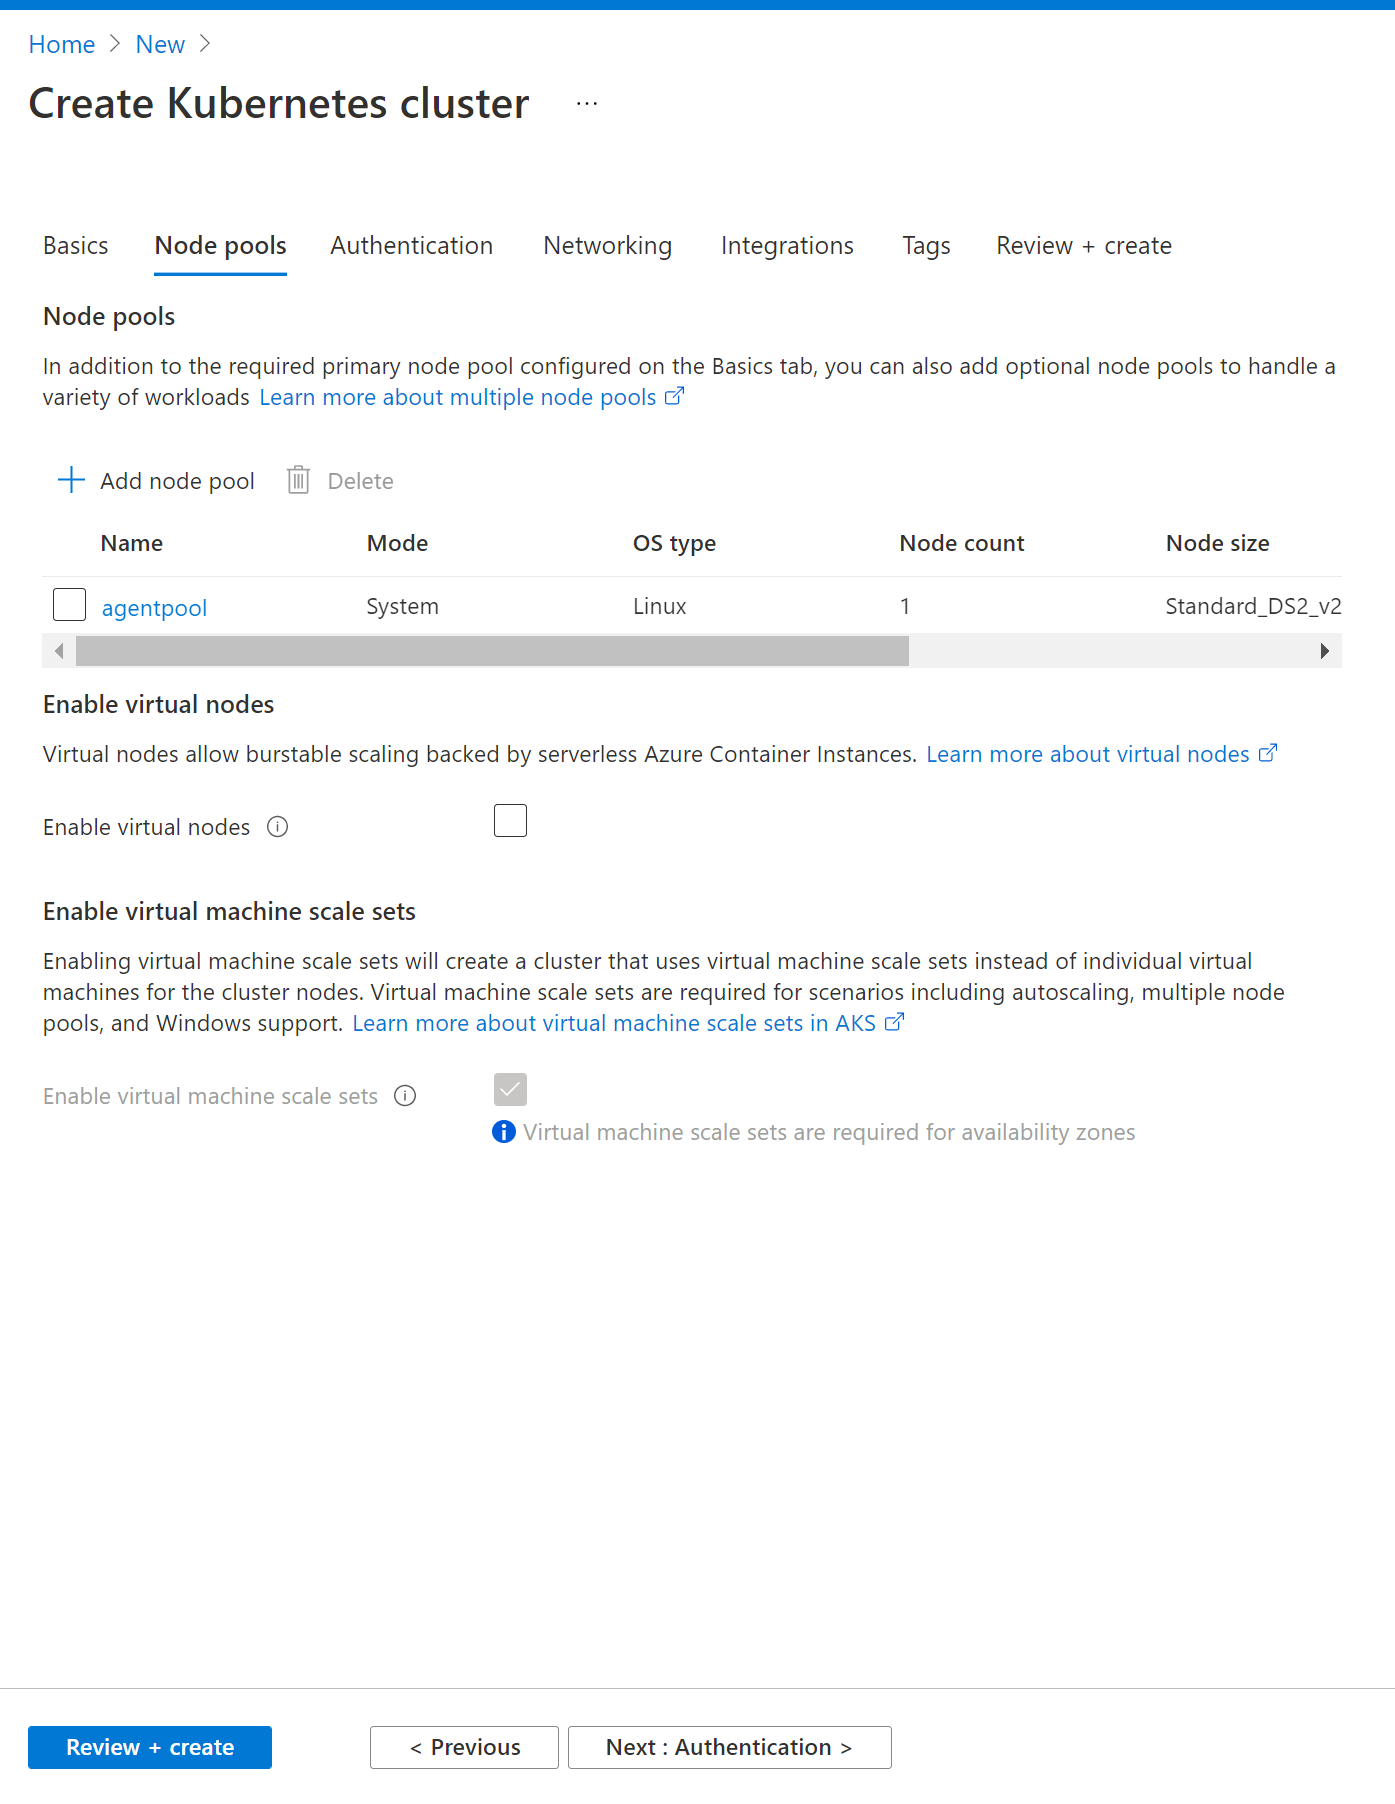 Home > New >
Create Kubernetes cluster ...
Basics Node pools Authentication Networking Integrations Tags Review + create
Node pools
In addition to the required primary node pool configured on the Basics tab, you can also add optional node pools to handle a
variety of workloads Learn more about multiple node pools
Add node pool Delete
Name Mode OS type Node count Node size
agentpool System Linux 1 Standard_DS2_v2
Enable virtual nodes
Virtual nodes allow burstable scaling backed by serverless Azure Container Instances. Learn more about virtual nodes
Enable virtual nodes
Enable virtual machine scale sets
Enabling virtual machine scale sets will create a cluster that uses virtual machine scale sets instead of individual virtual
machines for the cluster nodes. Virtual machine scale sets are required for scenarios including autoscaling, multiple node
pools, and Windows support. Learn more about virtual machine scale sets in AKS
Enable virtual machine scale sets
Virtual machine scale sets are required for availability zones
Review + create < Previous Next : Authentication >